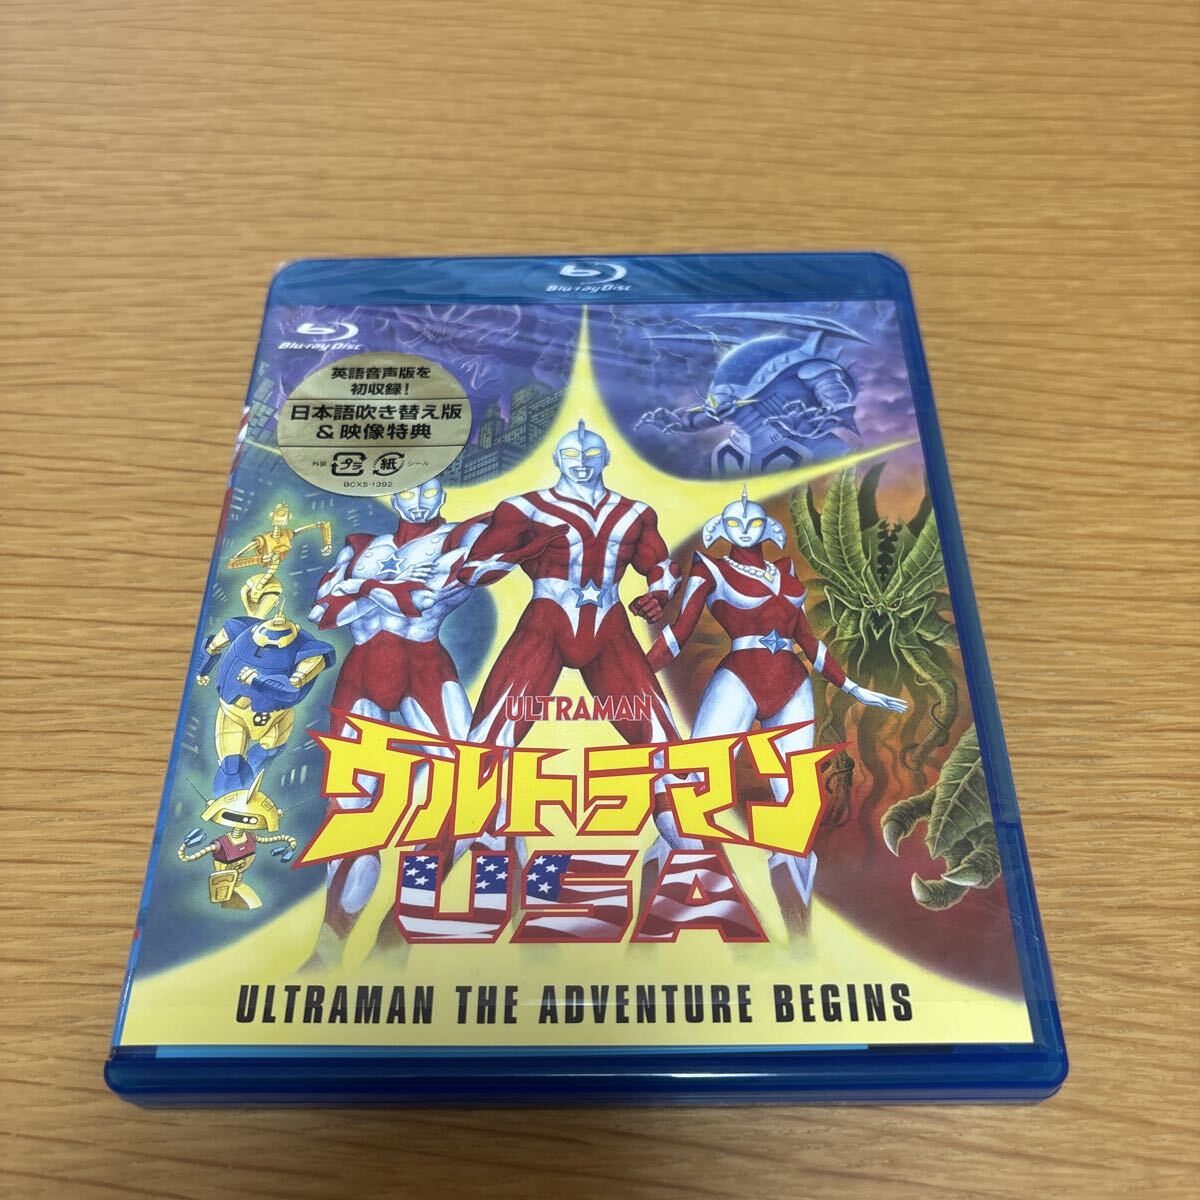 Blu-ray Disc
Blu-ray Disc
英語音声版を
初収録!
日本語吹き替え版
&映像特典
外装 プラ 紙 シール
BCXS-1392
ULTRAMAN
ウルトラマン
USA
ULTRAMAN THE ADVENTURE BEGINS